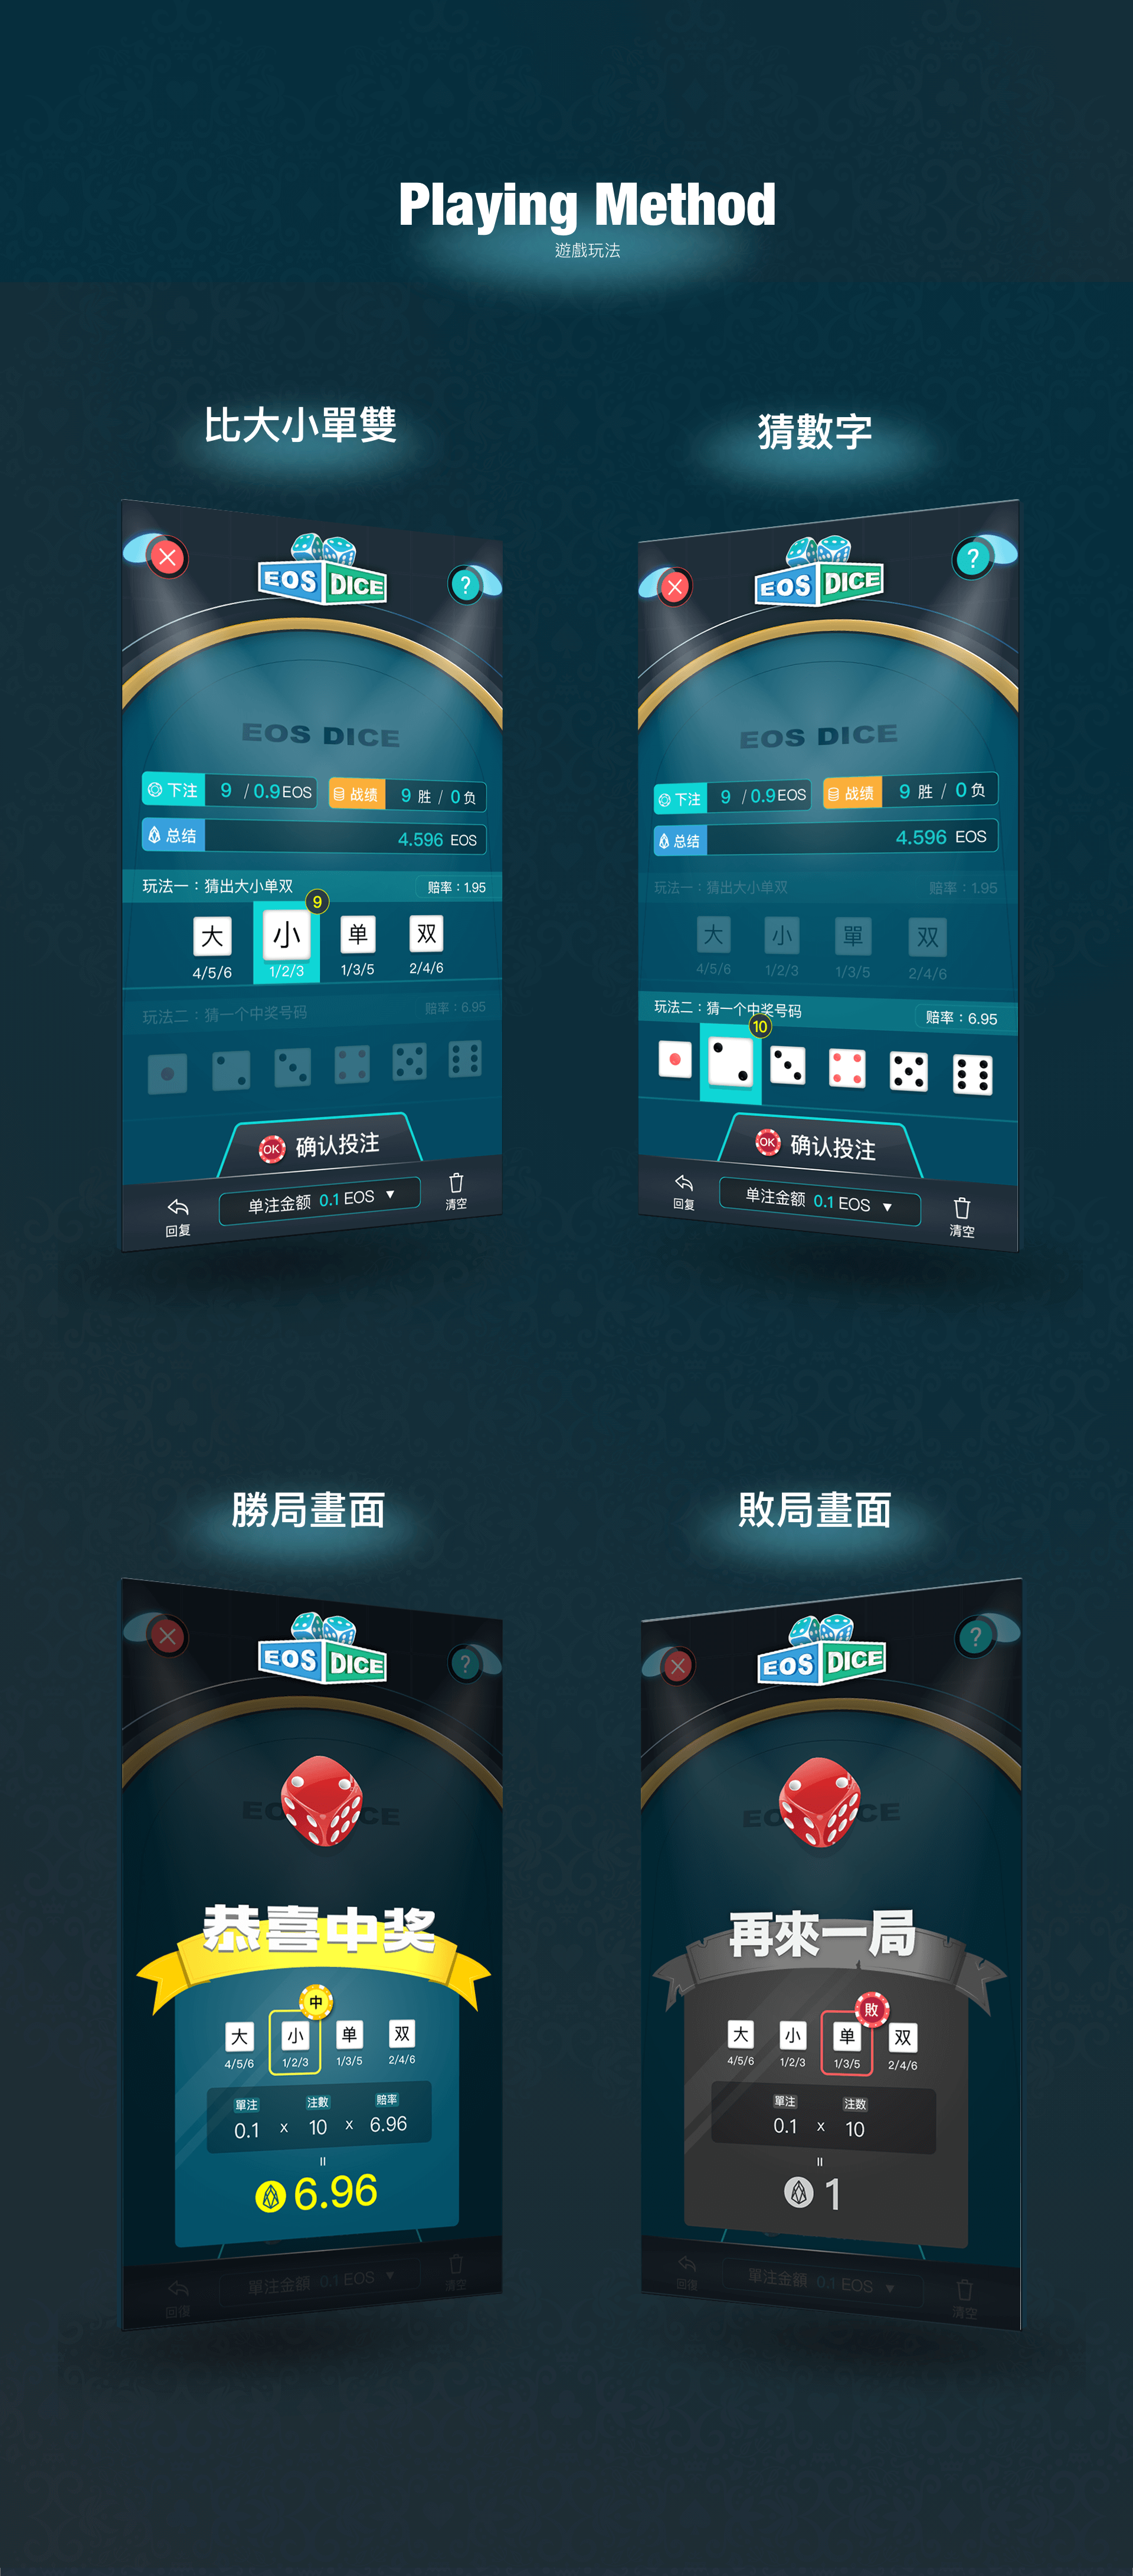 Playing Method
遊戲玩法
比大小單雙
猜數字
EOS DICE
?
EOS DICE
下注 9 / 0.9 EOS 战绩 9 胜 / 0 负
总结 4.596 EOS
玩法一：猜出大小单双 赔率：1.95
9
大 小 单 双
4/5/6 1/2/3 1/3/5 2/4/6
玩法二：猜一个中奖号码 赔率：6.95
OK 确认投注
回复 单注金额 0.1 EOS ▼ 清空
EOS DICE
?
EOS DICE
下注 9 / 0.9 EOS 战绩 9 胜 / 0 负
总结 4.596 EOS
玩法一：猜出大小单双 赔率：1.95
大 小 單 双
4/5/6 1/2/3 1/3/5 2/4/6
玩法二：猜一个中奖号码 赔率：6.95
10
OK 确认投注
回复 单注金额 0.1 EOS ▼ 清空
勝局畫面
敗局畫面
EOS DICE
?
恭喜中奖
中
大 小 单 双
4/5/6 1/2/3 1/3/5 2/4/6
單注 注數 赔率
0.1 x 10 x 6.96
=
6.96
回復 單注金額 0.1 EOS ▼ 清空
EOS DICE
?
再來一局
敗
大 小 单 双
4/5/6 1/2/3 1/3/5 2/4/6
單注 注数
0.1 x 10
=
1
回復 單注金額 0.1 EOS ▼ 清空